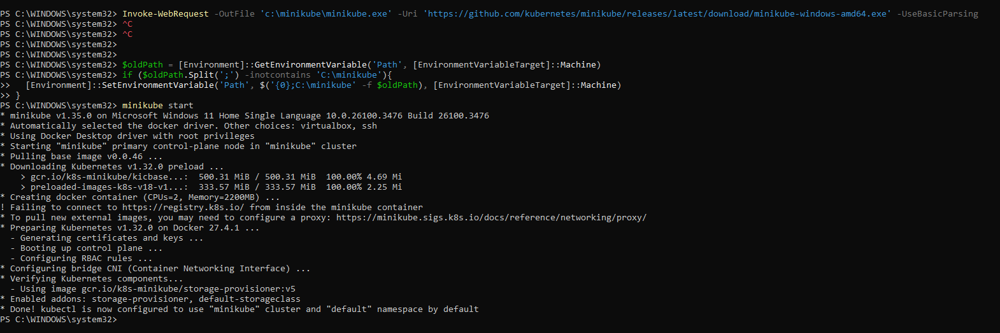 PS C:\WINDOWS\system32> Invoke-WebRequest -OutFile 'c:\minikube\minikube.exe' -Uri 'https://github.com/kubernetes/minikube/releases/latest/download/minikube-windows-amd64.exe' -UseBasicParsing
PS C:\WINDOWS\system32> ^C
PS C:\WINDOWS\system32> ^C
PS C:\WINDOWS\system32>
PS C:\WINDOWS\system32>
PS C:\WINDOWS\system32> $oldPath = [Environment]::GetEnvironmentVariable('Path', [EnvironmentVariableTarget]::Machine)
PS C:\WINDOWS\system32> if ($oldPath.Split(';') -inotcontains 'C:\minikube'){
>>   [Environment]::SetEnvironmentVariable('Path', $('{0};C:\minikube' -f $oldPath), [EnvironmentVariableTarget]::Machine)
>> }
PS C:\WINDOWS\system32> minikube start
* minikube v1.35.0 on Microsoft Windows 11 Home Single Language 10.0.26100.3476 Build 26100.3476
* Automatically selected the docker driver. Other choices: virtualbox, ssh
* Using Docker Desktop driver with root privileges
* Starting "minikube" primary control-plane node in "minikube" cluster
* Pulling base image v0.0.46 ...
* Downloading Kubernetes v1.32.0 preload ...
    > gcr.io/k8s-minikube/kicbase...:  500.31 MiB / 500.31 MiB  100.00% 4.69 Mi
    > preloaded-images-k8s-v18-v1...:  333.57 MiB / 333.57 MiB  100.00% 2.25 Mi
* Creating docker container (CPUs=2, Memory=2200MB) ...
! Failing to connect to https://registry.k8s.io/ from inside the minikube container
* To pull new external images, you may need to configure a proxy: https://minikube.sigs.k8s.io/docs/reference/networking/proxy/
* Preparing Kubernetes v1.32.0 on Docker 27.4.1 ...
  - Generating certificates and keys ...
  - Booting up control plane ...
  - Configuring RBAC rules ...
* Configuring bridge CNI (Container Networking Interface) ...
* Verifying Kubernetes components...
  - Using image gcr.io/k8s-minikube/storage-provisioner:v5
* Enabled addons: storage-provisioner, default-storageclass
* Done! kubectl is now configured to use "minikube" cluster and "default" namespace by default
PS C:\WINDOWS\system32>